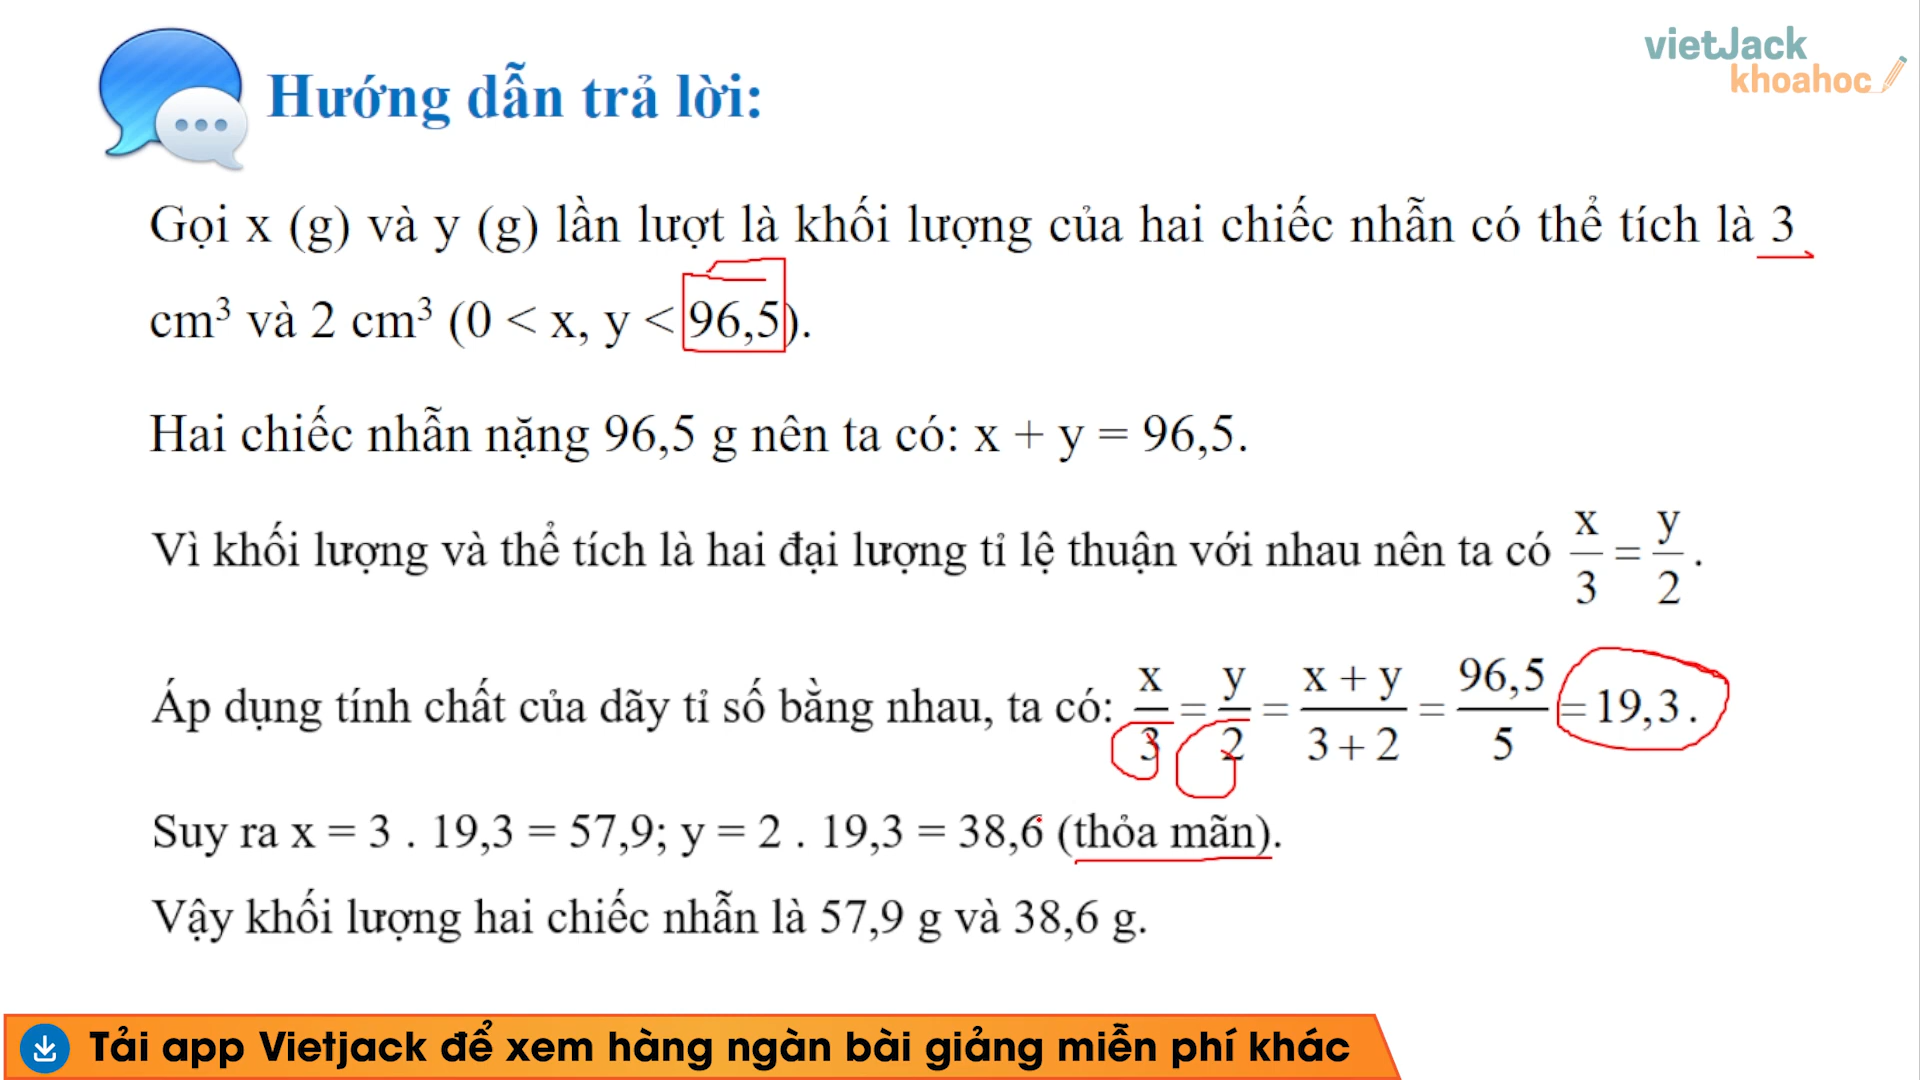 vietJack
khoahoc
Hướng dẫn trả lời:
Gọi x (g) và y (g) lần lượt là khối lượng của hai chiếc nhẫn có thể tích là 3
cm³ và 2 cm³ (0 < x, y < 96,5).
Hai chiếc nhẫn nặng 96,5 g nên ta có: x + y = 96,5.
Vì khối lượng và thể tích là hai đại lượng tỉ lệ thuận với nhau nên ta có x/3 = y/2.
Áp dụng tính chất của dãy tỉ số bằng nhau, ta có: x/3 = y/2 = (x + y)/(3 + 2) = 96,5/5 = 19,3.
Suy ra x = 3 . 19,3 = 57,9; y = 2 . 19,3 = 38,6 (thỏa mãn).
Vậy khối lượng hai chiếc nhẫn là 57,9 g và 38,6 g.
Tải app Vietjack để xem hàng ngàn bài giảng miễn phí khác